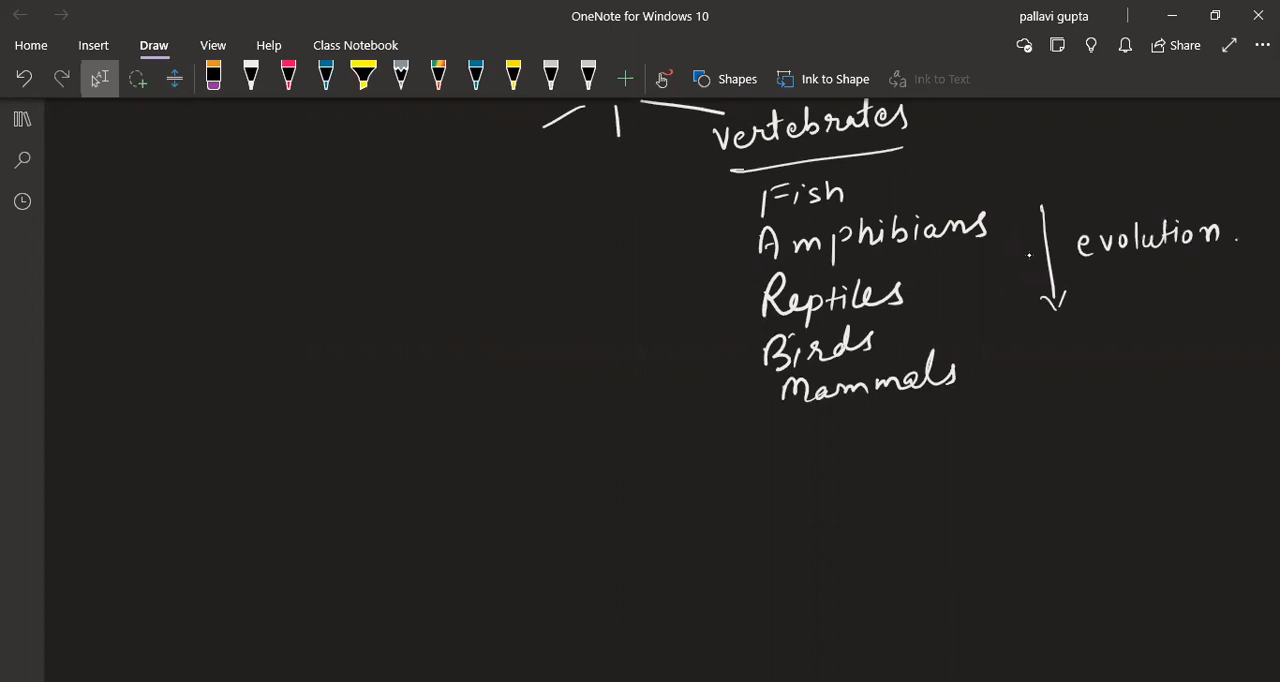 OneNote for Windows 10
pallavi gupta
Home Insert Draw View Help Class Notebook
Share
Shapes Ink to Shape Ink to Text
vertebrates
Fish
Amphibians
evolution.
Reptiles
Birds
Mammals